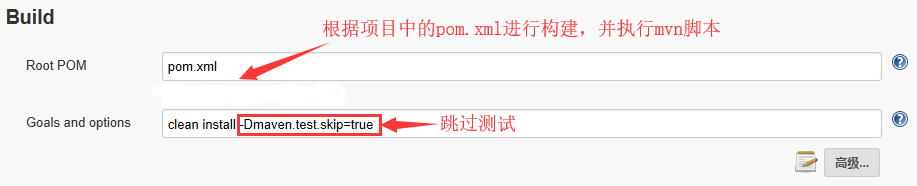 Build
根据项目中的pom.xml进行构建，并执行mvn脚本
Root POM
pom.xml
Goals and options
clean install -Dmaven.test.skip=true
跳过测试
高级...